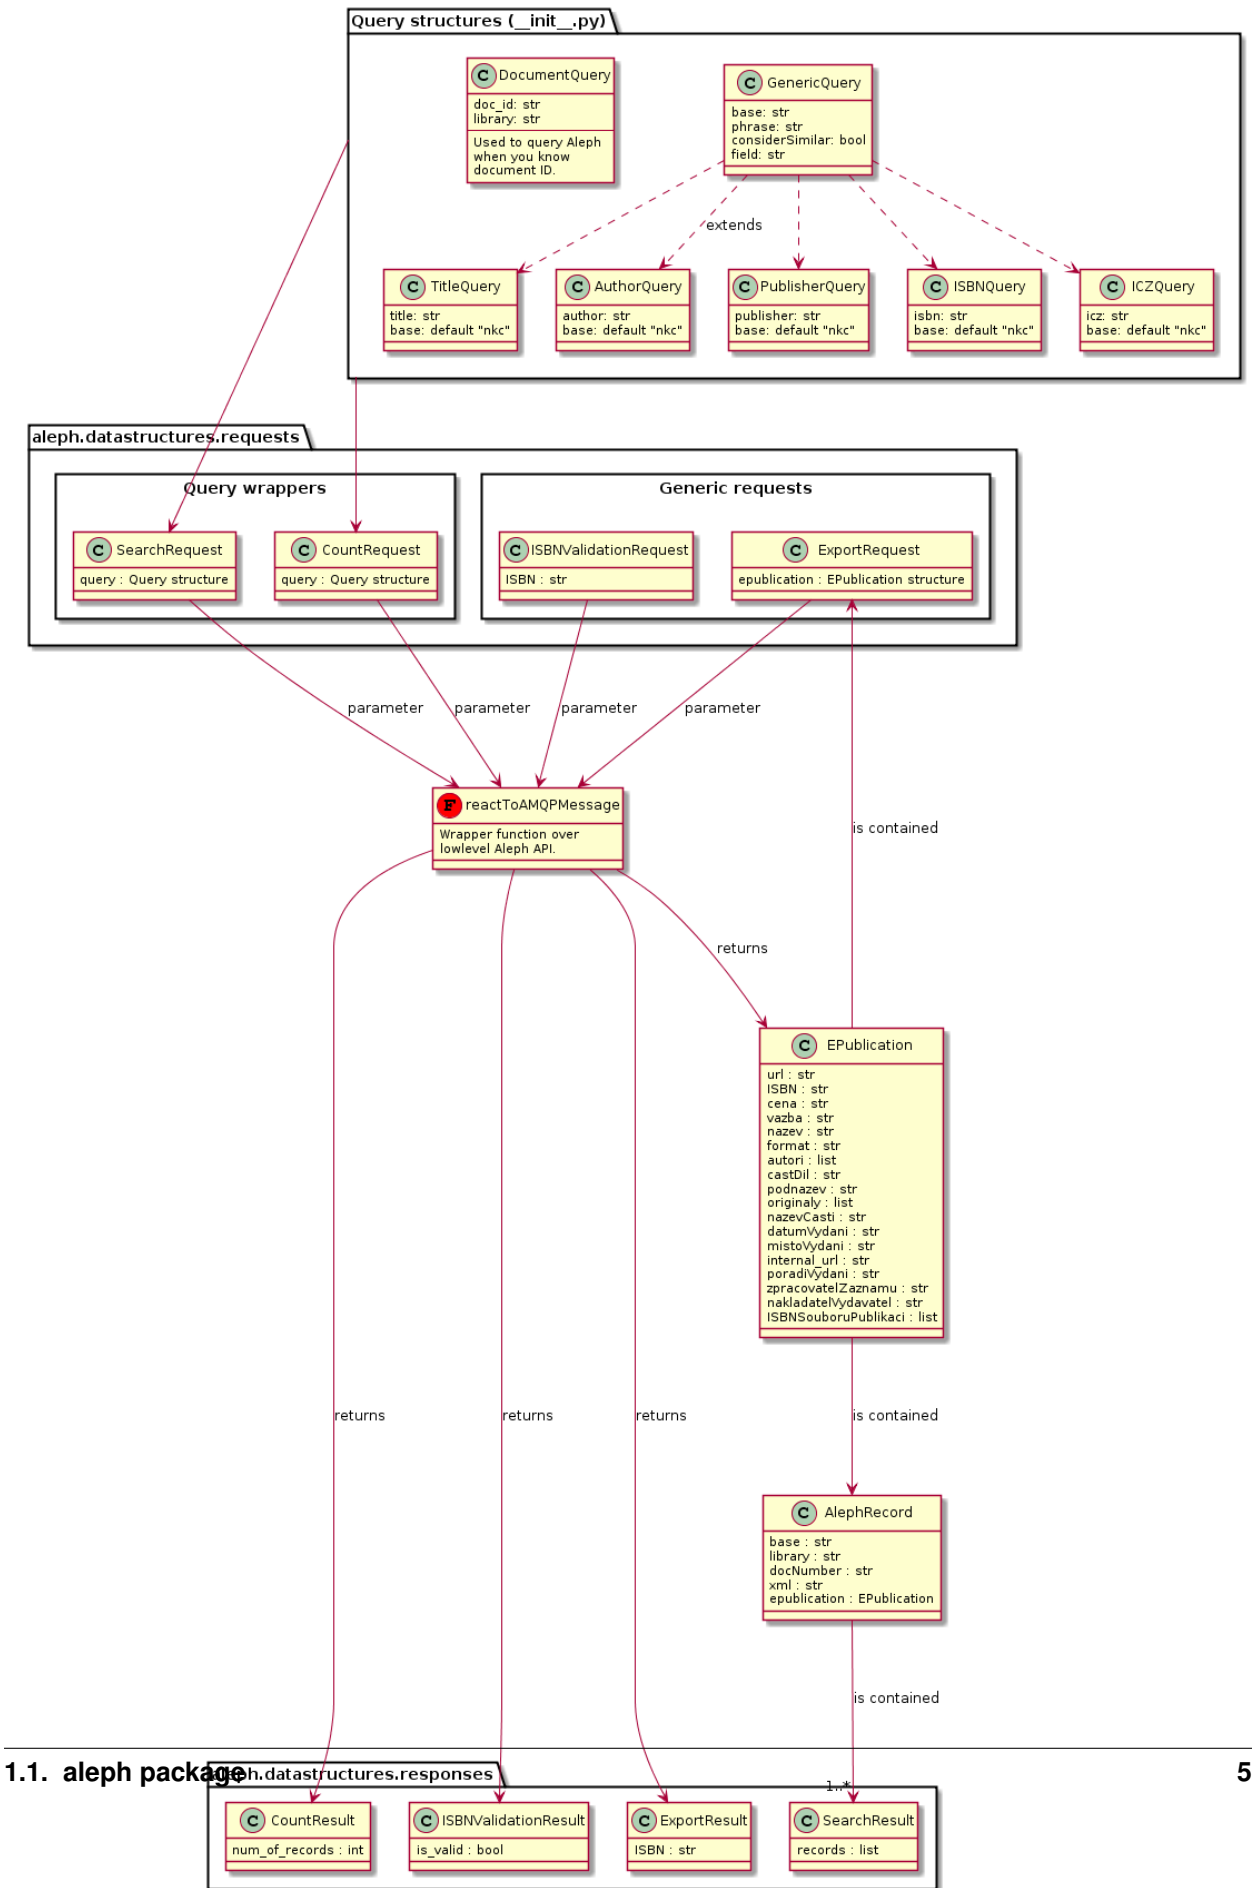 Query structures (__init__.py)
C DocumentQuery
doc_id: str
library: str
Used to query Aleph
when you know
document ID.
C GenericQuery
base: str
phrase: str
considerSimilar: bool
field: str
extends
C TitleQuery
title: str
base: default "nkc"
C AuthorQuery
author: str
base: default "nkc"
C PublisherQuery
publisher: str
base: default "nkc"
C ISBNQuery
isbn: str
base: default "nkc"
C ICZQuery
icz: str
base: default "nkc"
aleph.datastructures.requests
Query wrappers
C SearchRequest
query : Query structure
C CountRequest
query : Query structure
Generic requests
C ISBNValidationRequest
ISBN : str
C ExportRequest
epublication : EPublication structure
parameter
parameter
parameter
parameter
F reactToAMQPMessage
Wrapper function over
lowlevel Aleph API.
is contained
returns
C EPublication
url : str
ISBN : str
cena : str
vazba : str
nazev : str
format : str
autori : list
castDil : str
podnazev : str
originaly : list
nazevCasti : str
datumVydani : str
mistoVydani : str
internal_url : str
poradiVydani : str
zpracovatelZaznamu : str
nakladatelVydavatel : str
ISBNSouboruPublikaci : list
returns
returns
returns
is contained
C AlephRecord
base : str
library : str
docNumber : str
xml : str
epublication : EPublication
is contained
1.1. aleph package
5
aleph.datastructures.responses
1..*
C CountResult
num_of_records : int
C ISBNValidationResult
is_valid : bool
C ExportResult
ISBN : str
C SearchResult
records : list